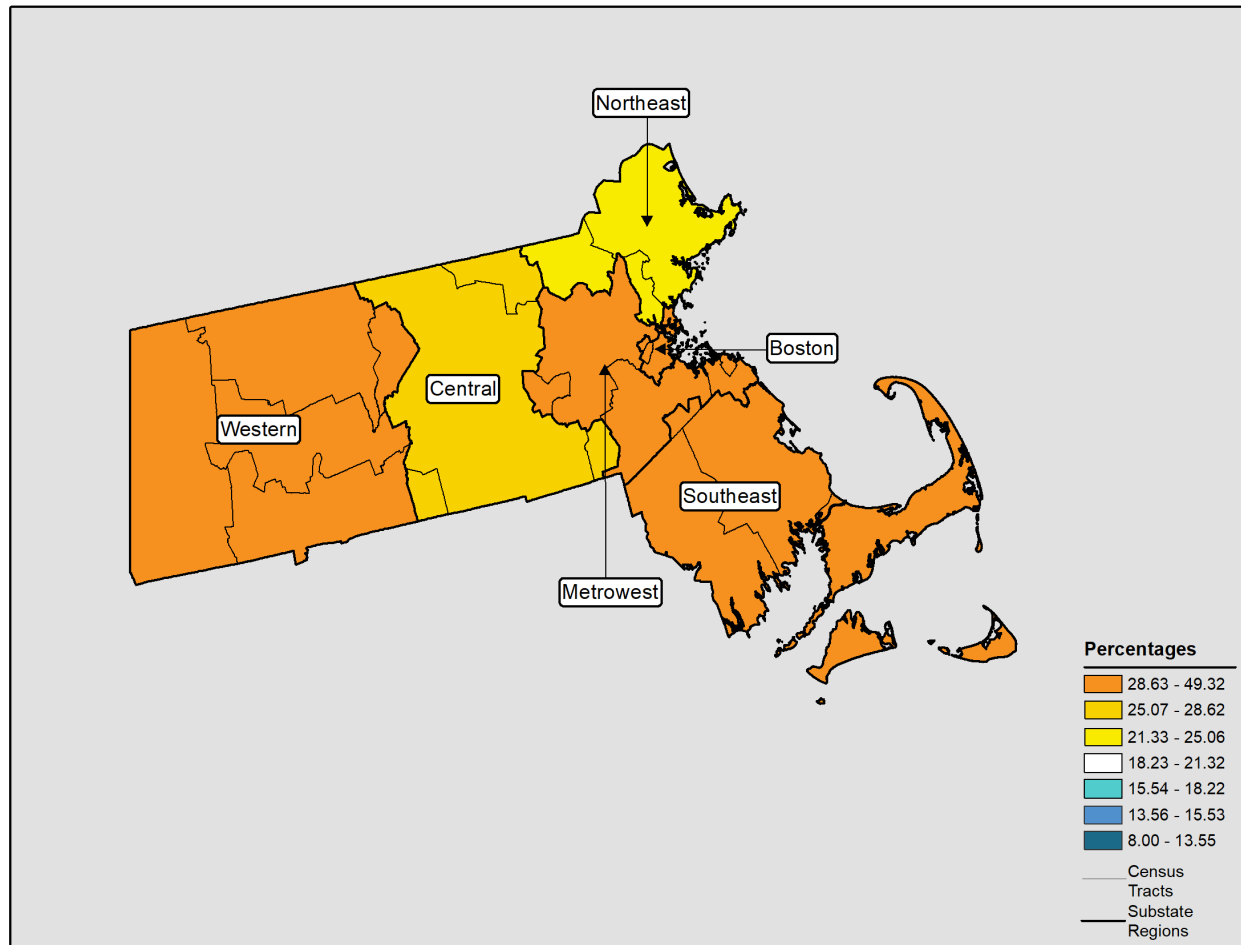 Northeast
Boston
Central
Western
Southeast
Metrowest
Percentages
28.63 - 49.32
25.07 - 28.62
21.33 - 25.06
18.23 - 21.32
15.54 - 18.22
13.56 - 15.53
8.00 - 13.55
Census
Tracts
Substate
Regions